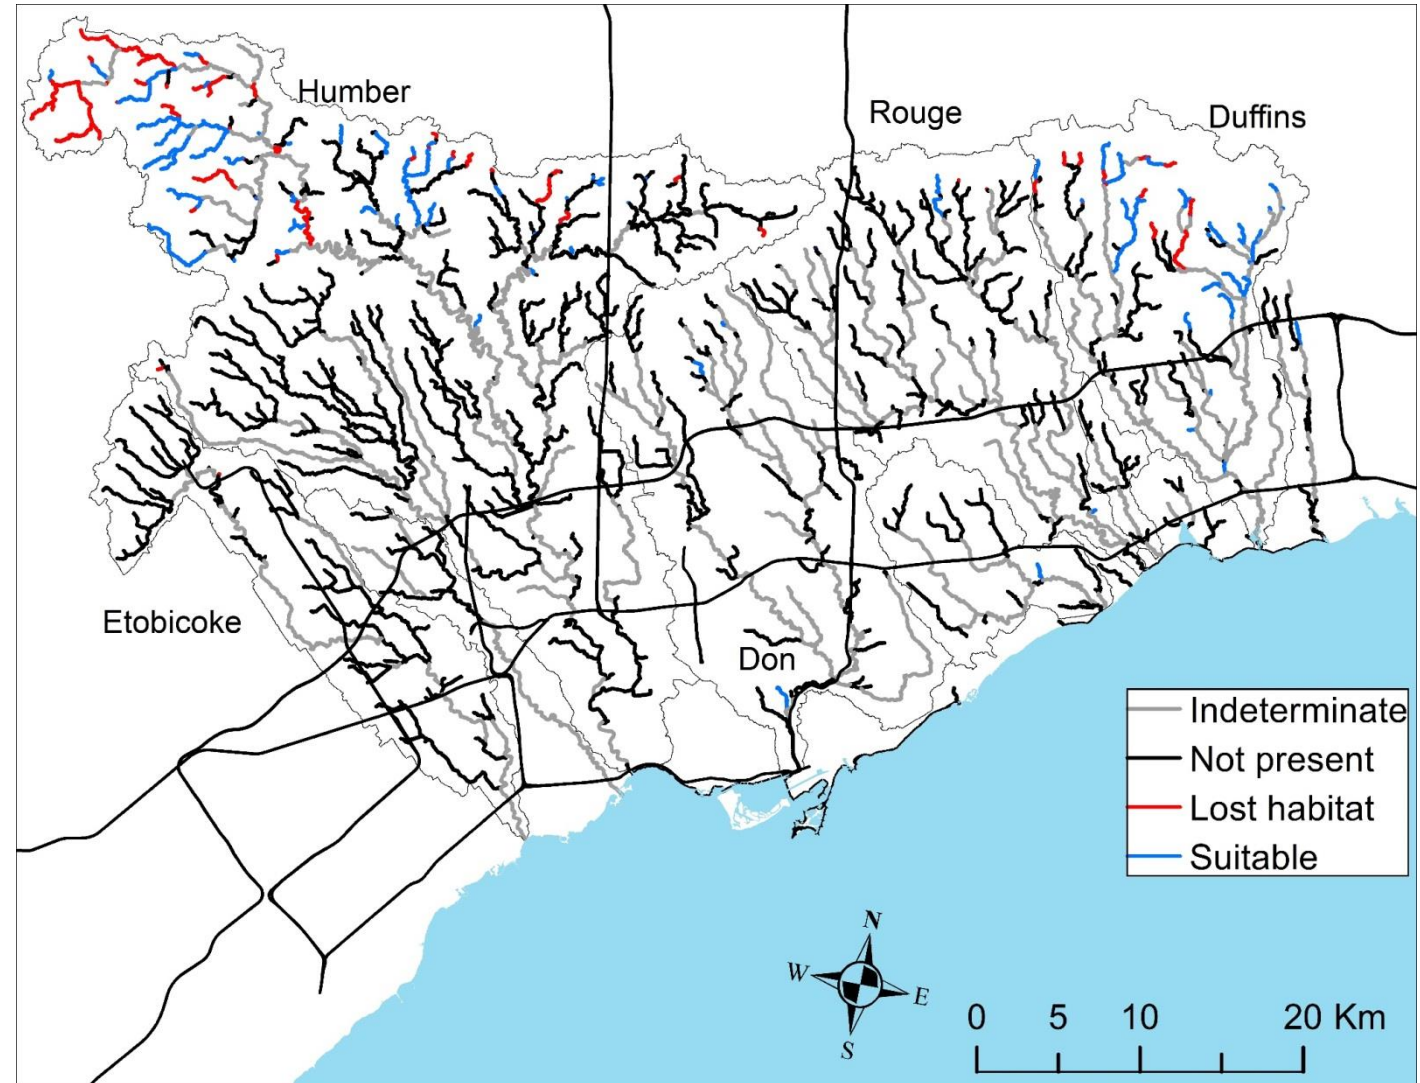 Humber
Rouge
Duffins
Etobicoke
Don
Indeterminate
Not present
Lost habitat
Suitable
N
W
E
S
0 5 10 20 Km